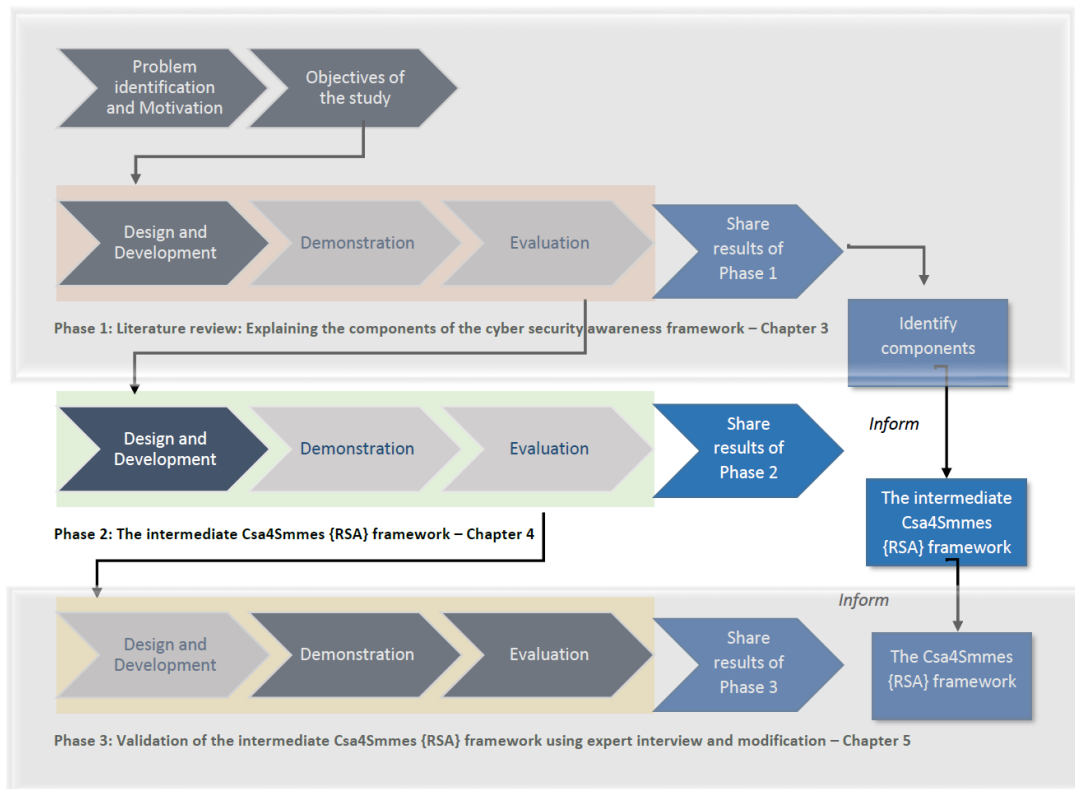 Problem
identification
and Motivation
Objectives of
the study
Design and
Development
Demonstration
Evaluation
Share
results of
Phase 1
Phase 1: Literature review: Explaining the components of the cyber security awareness framework – Chapter 3
Identify
components
Design and
Development
Demonstration
Evaluation
Share
results of
Phase 2
Inform
The intermediate
Csa4Smmes
{RSA} framework
Phase 2: The intermediate Csa4Smmes {RSA} framework – Chapter 4
Inform
Design and
Development
Demonstration
Evaluation
Share
results of
Phase 3
The Csa4Smmes
{RSA} framework
Phase 3: Validation of the intermediate Csa4Smmes {RSA} framework using expert interview and modification – Chapter 5